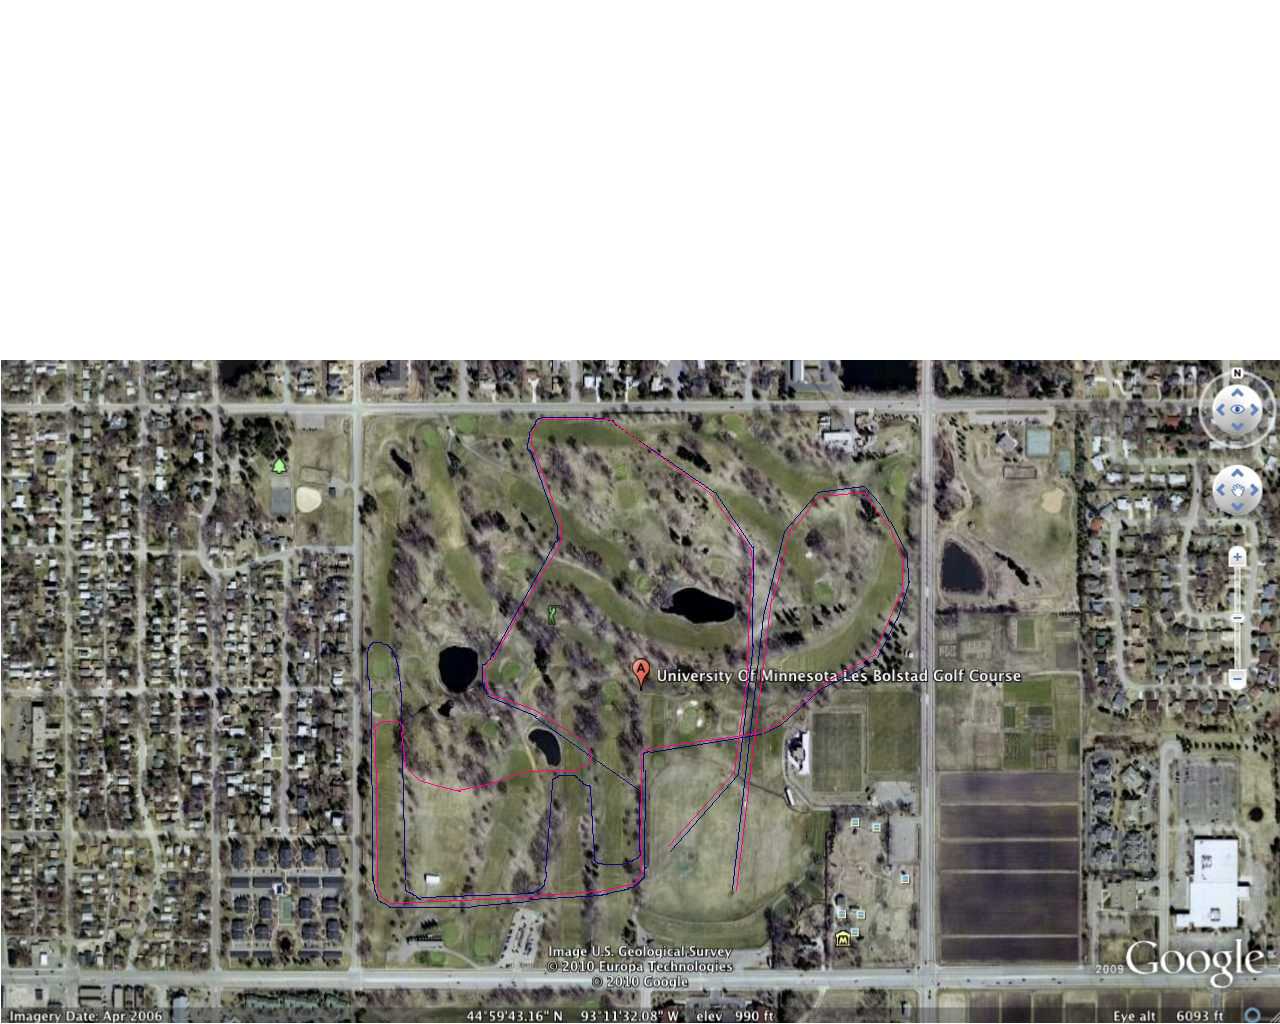 N
A
University Of Minnesota Les Bolstad Golf Course
Image U.S. Geological Survey
© 2010 Europa Technologies
© 2010 Google
© 2009 Google
Imagery Date: Apr 2006
44°59'43.16" N 93°11'32.08" W elev 990 ft
Eye alt 6093 ft